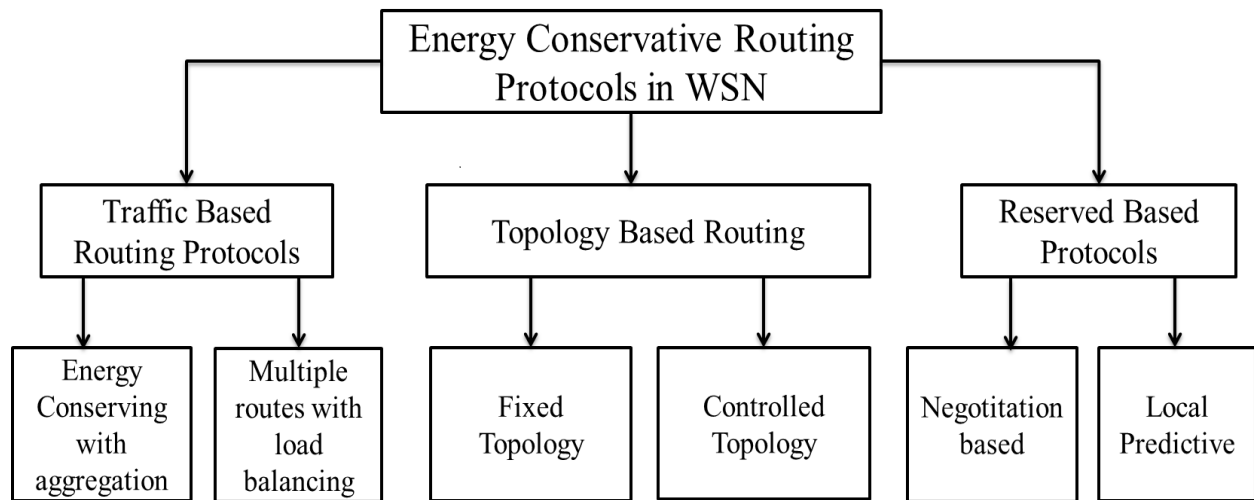 Energy Conservative Routing
Protocols in WSN
Traffic Based
Routing Protocols
Topology Based Routing
Reserved Based
Protocols
Energy
Conserving
with
aggregation
Multiple
routes with
load
balancing
Fixed
Topology
Controlled
Topology
Negotitation
based
Local
Predictive